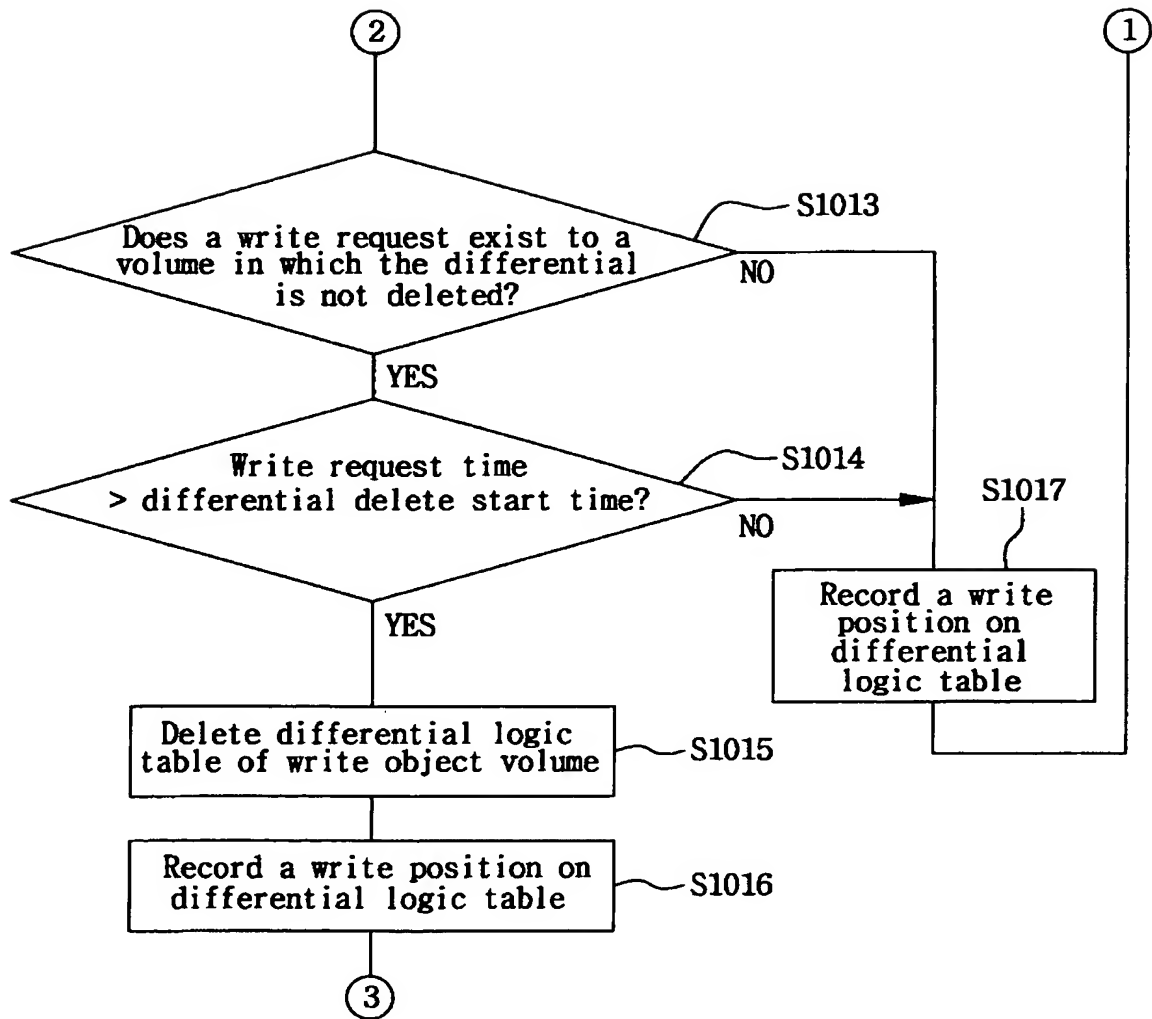 2
1
S1013
Does a write request exist to a
volume in which the differential
is not deleted?
NO
YES
Write request time
> differential delete start time?
S1014
NO
S1017
YES
Record a write
position on
differential
logic table
Delete differential logic
table of write object volume
S1015
Record a write position on
differential logic table
S1016
3